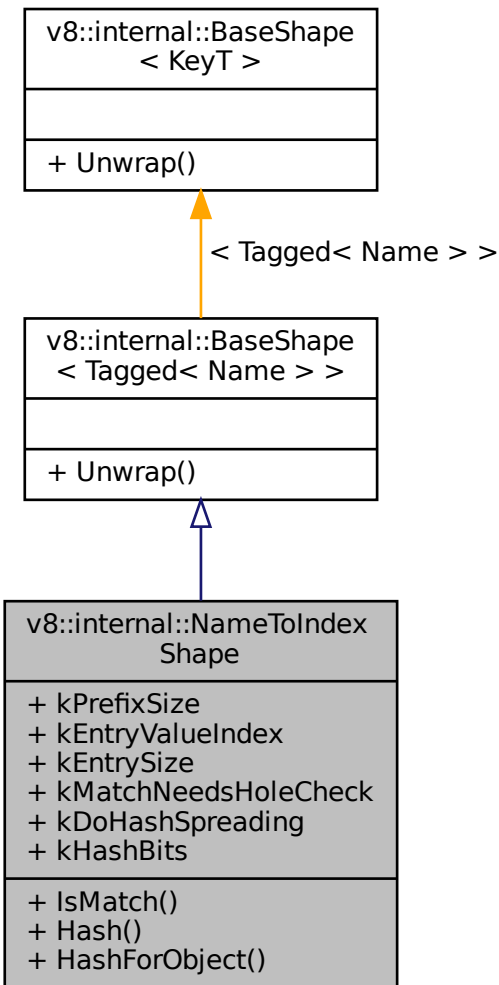 v8::internal::BaseShape
< KeyT >
+ Unwrap()
< Tagged< Name > >
v8::internal::BaseShape
< Tagged< Name > >
+ Unwrap()
v8::internal::NameToIndex
Shape
+ kPrefixSize
+ kEntryValueIndex
+ kEntrySize
+ kMatchNeedsHoleCheck
+ kDoHashSpreading
+ kHashBits
+ IsMatch()
+ Hash()
+ HashForObject()